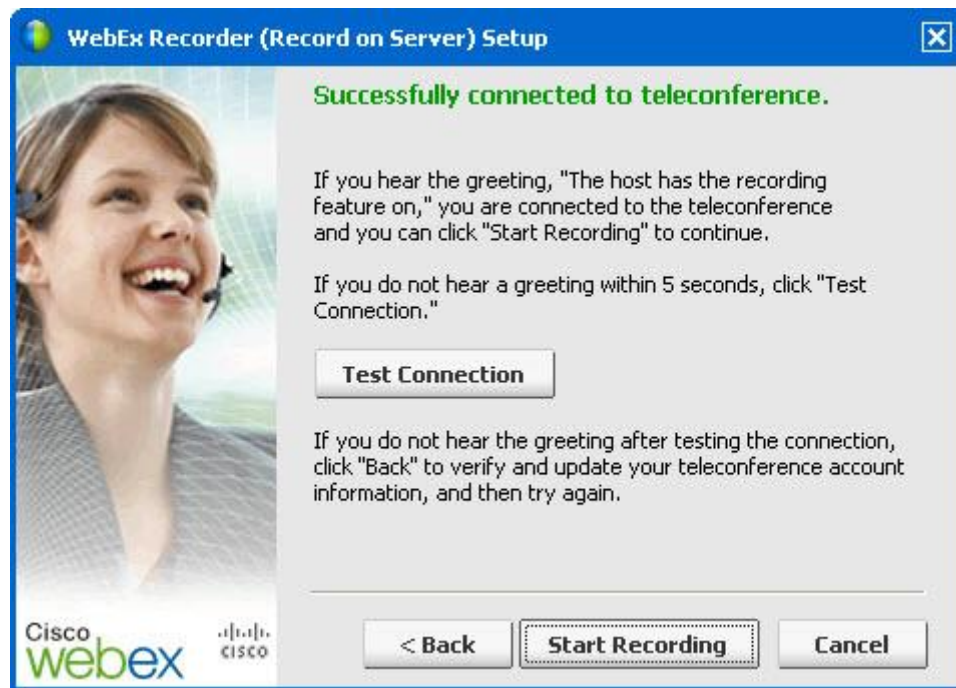 WebEx Recorder (Record on Server) Setup
Successfully connected to teleconference.
If you hear the greeting, "The host has the recording
feature on," you are connected to the teleconference
and you can click "Start Recording" to continue.
If you do not hear a greeting within 5 seconds, click "Test
Connection."
Test Connection
If you do not hear the greeting after testing the connection,
click "Back" to verify and update your teleconference account
information, and then try again.
Cisco
webex
cisco
< Back
Start Recording
Cancel